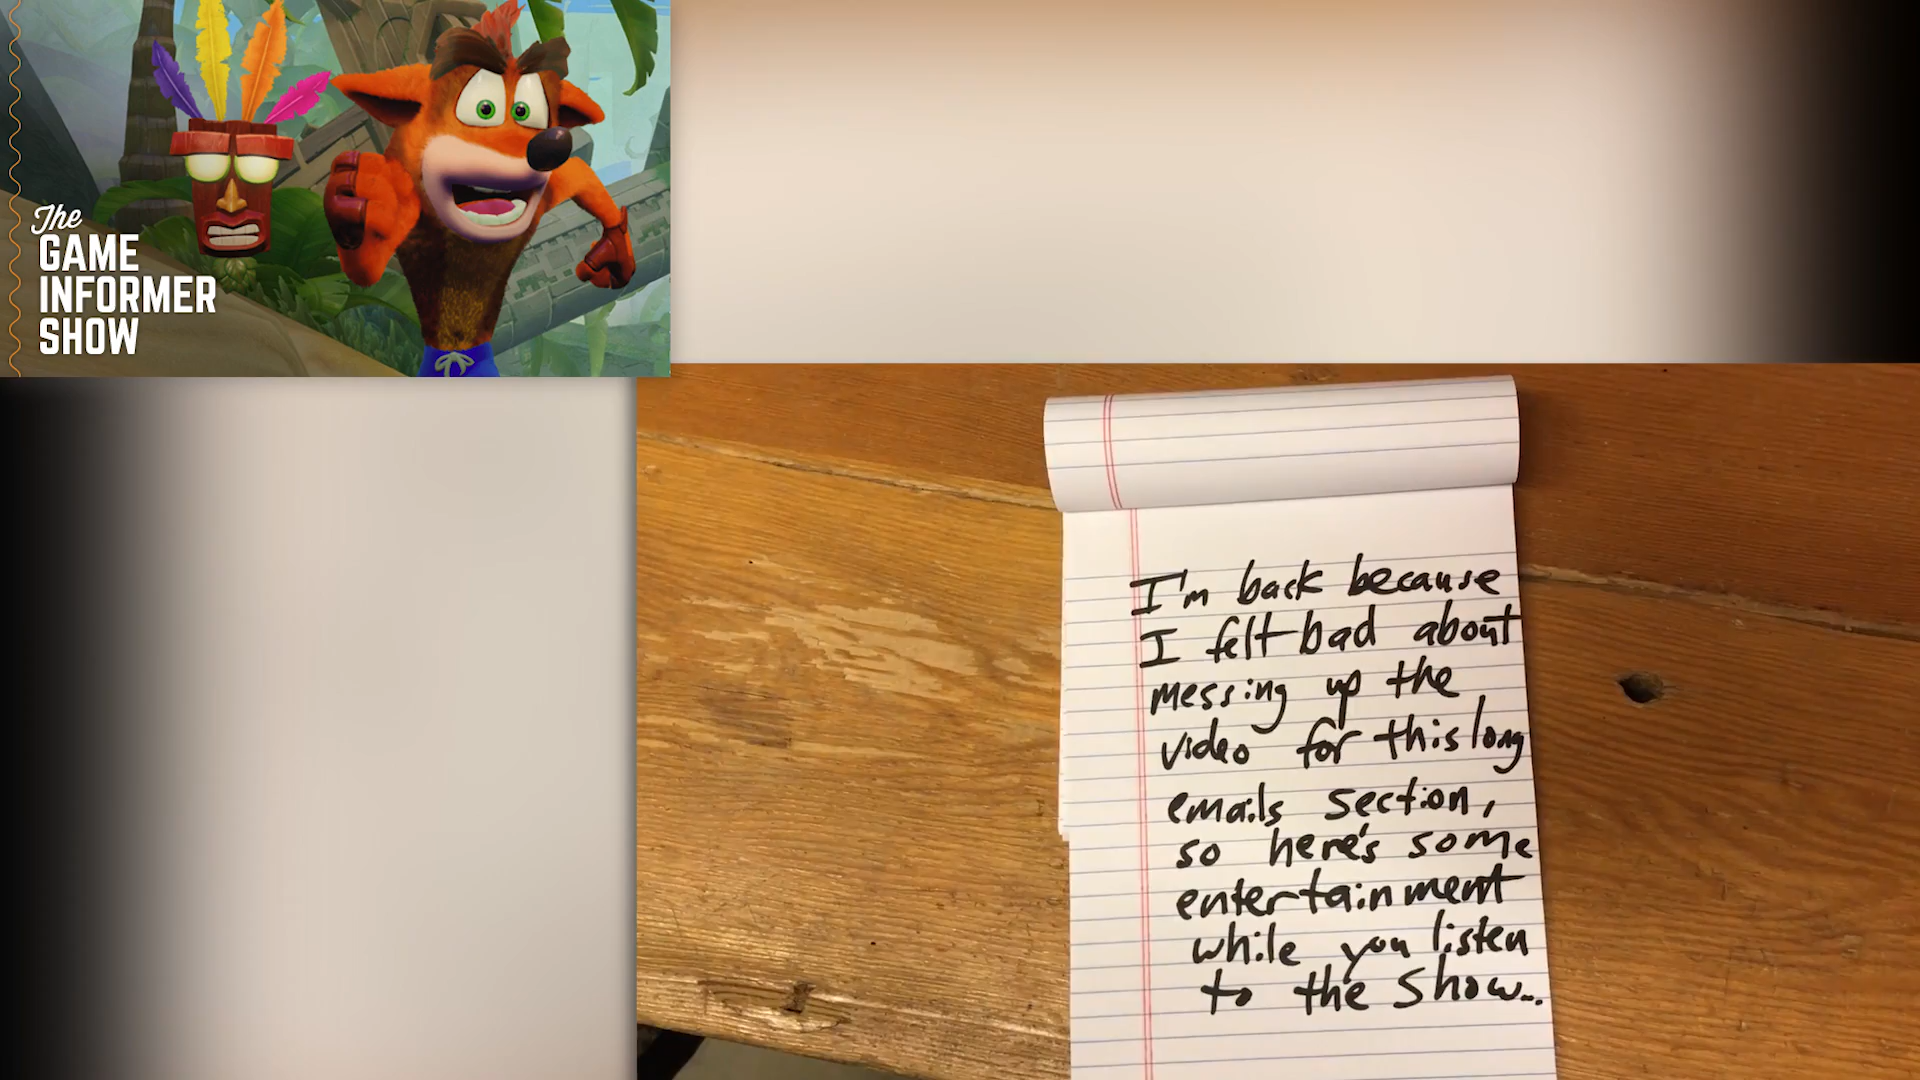 The
GAME
INFORMER
SHOW
I'm back because
I felt bad about
messing up the
video for this long
emails section,
so here's some
entertainment
while you listen
to the show...